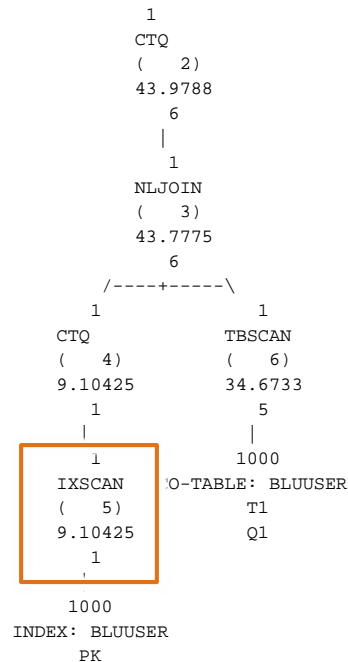 1
CTQ
( 2)
43.9788
6
|
1
NLJOIN
( 3)
43.7775
6
/----+-----\
1 1
CTQ TBSCAN
( 4) ( 6)
9.10425 34.6733
1 5
| |
1 1000
IXSCAN O-TABLE: BLUUSER
( 5) T1
9.10425 Q1
1
1000
INDEX: BLUUSER
PK